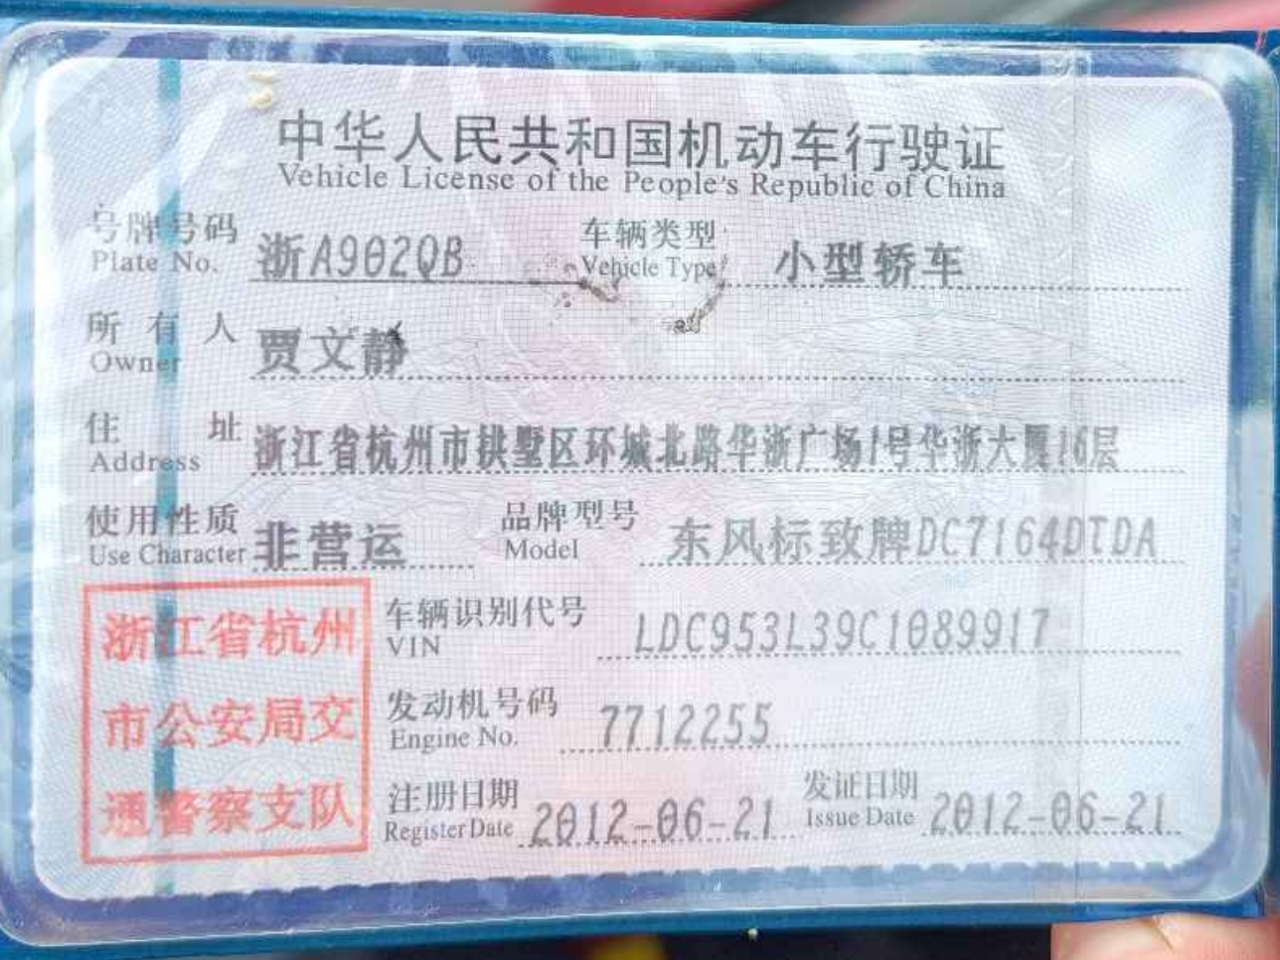 中华人民共和国机动车行驶证
Vehicle License of the People's Republic of China
号牌号码 浙A902QB 车辆类型 小型轿车
Plate No. Vehicle Type
所有人 贾文静
Owner
住址 浙江省杭州市拱墅区环城北路华浙广场1号华浙大厦16层
Address
使用性质 非营运 品牌型号 东风标致牌DC7164DTDA
Use Character Model
浙江省杭州
市公安局交
通警察支队
车辆识别代号 LDC953L39C1089917
VIN
发动机号码 7712255
Engine No.
注册日期 2012-06-21 发证日期 2012-06-21
Register Date Issue Date